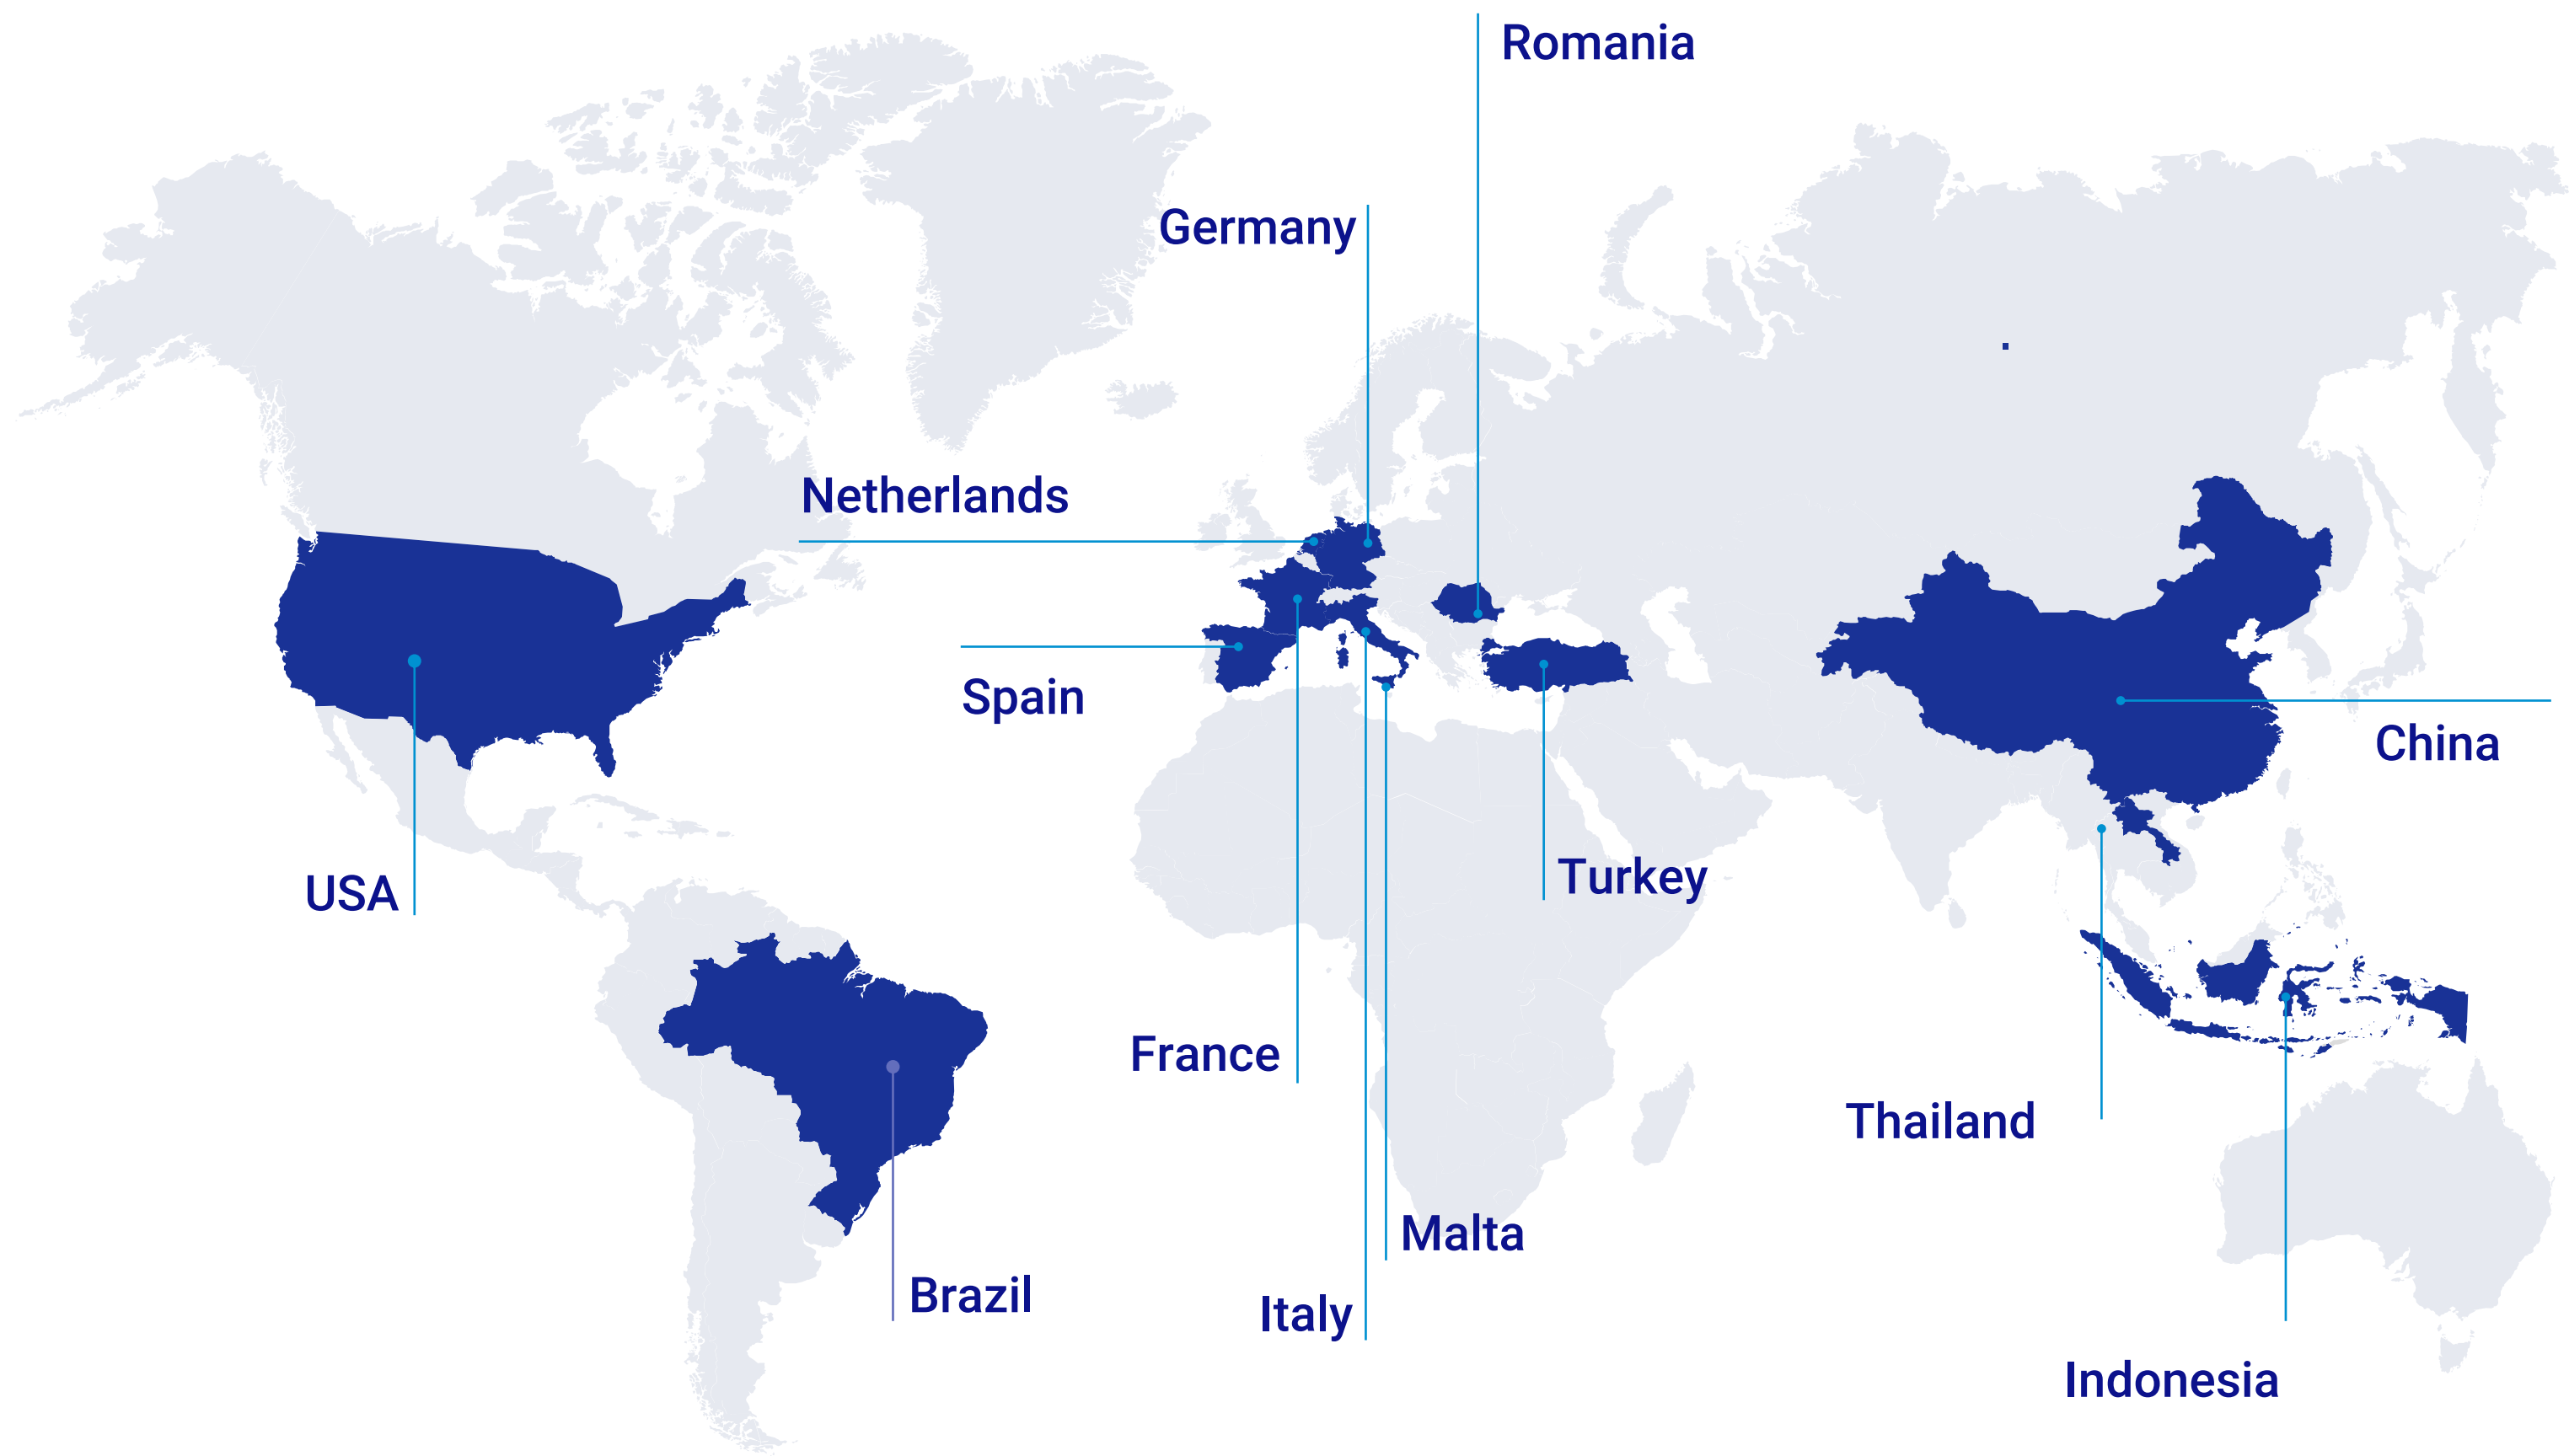 Romania
Germany
Netherlands
Spain
China
Turkey
USA
France
Thailand
Malta
Brazil
Italy
Indonesia